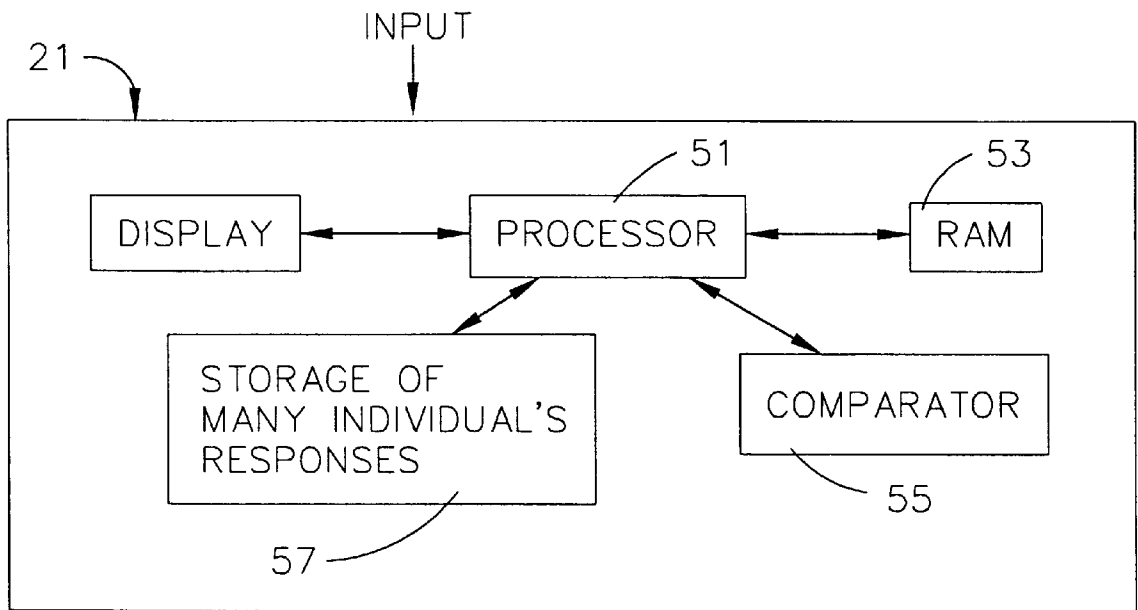 INPUT
21
51
53
DISPLAY
PROCESSOR
RAM
STORAGE OF
MANY INDIVIDUAL'S
RESPONSES
COMPARATOR
55
57